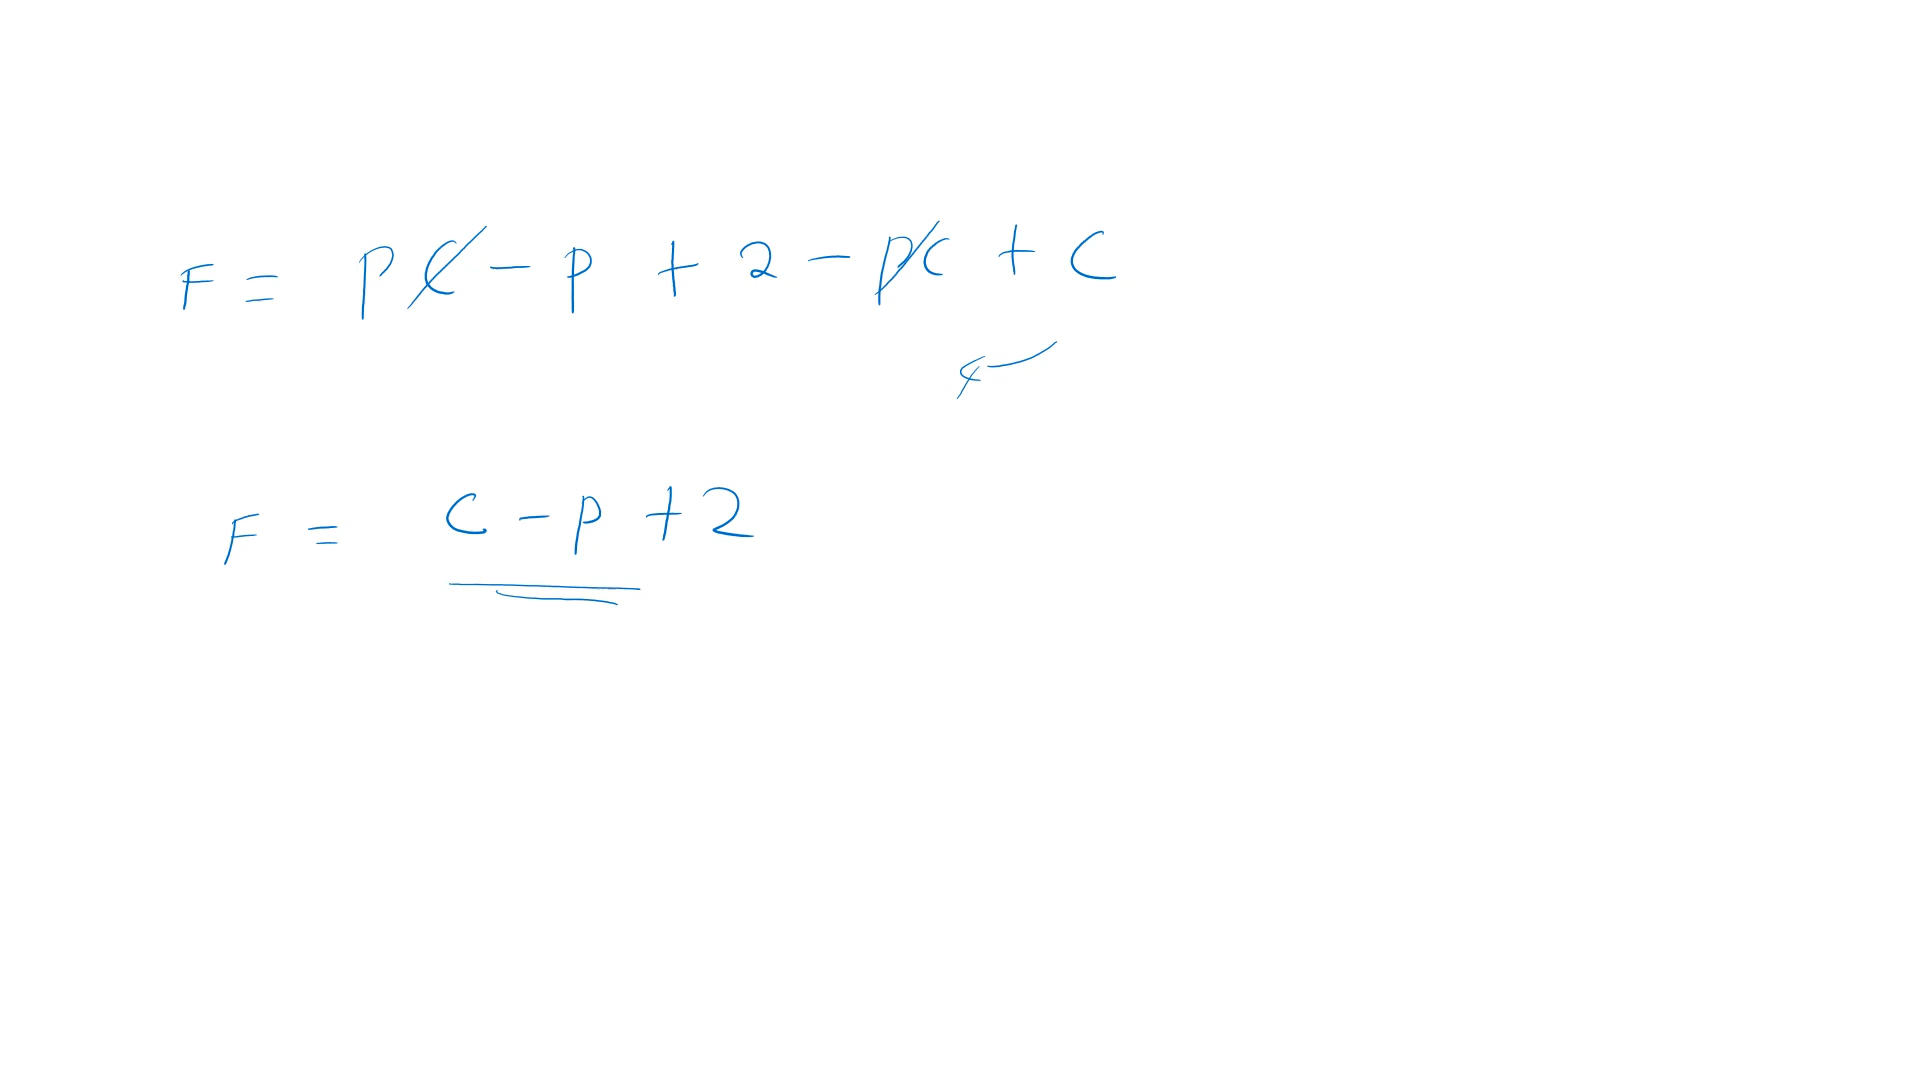 F = PC - P + 2 - PC + C
F = C - P + 2